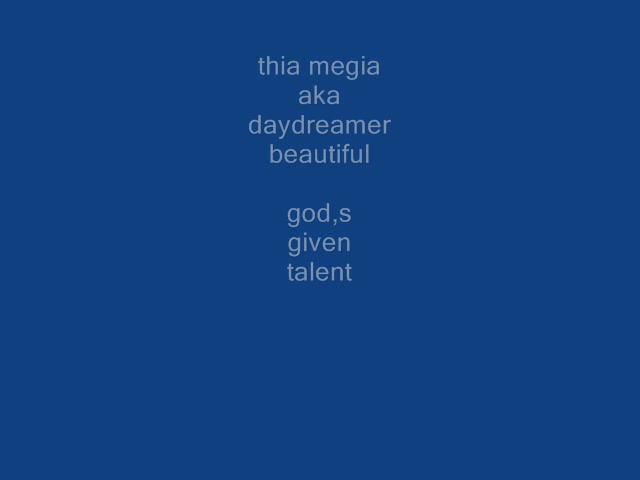 thia megia
aka
daydreamer
beautiful
god,s
given
talent